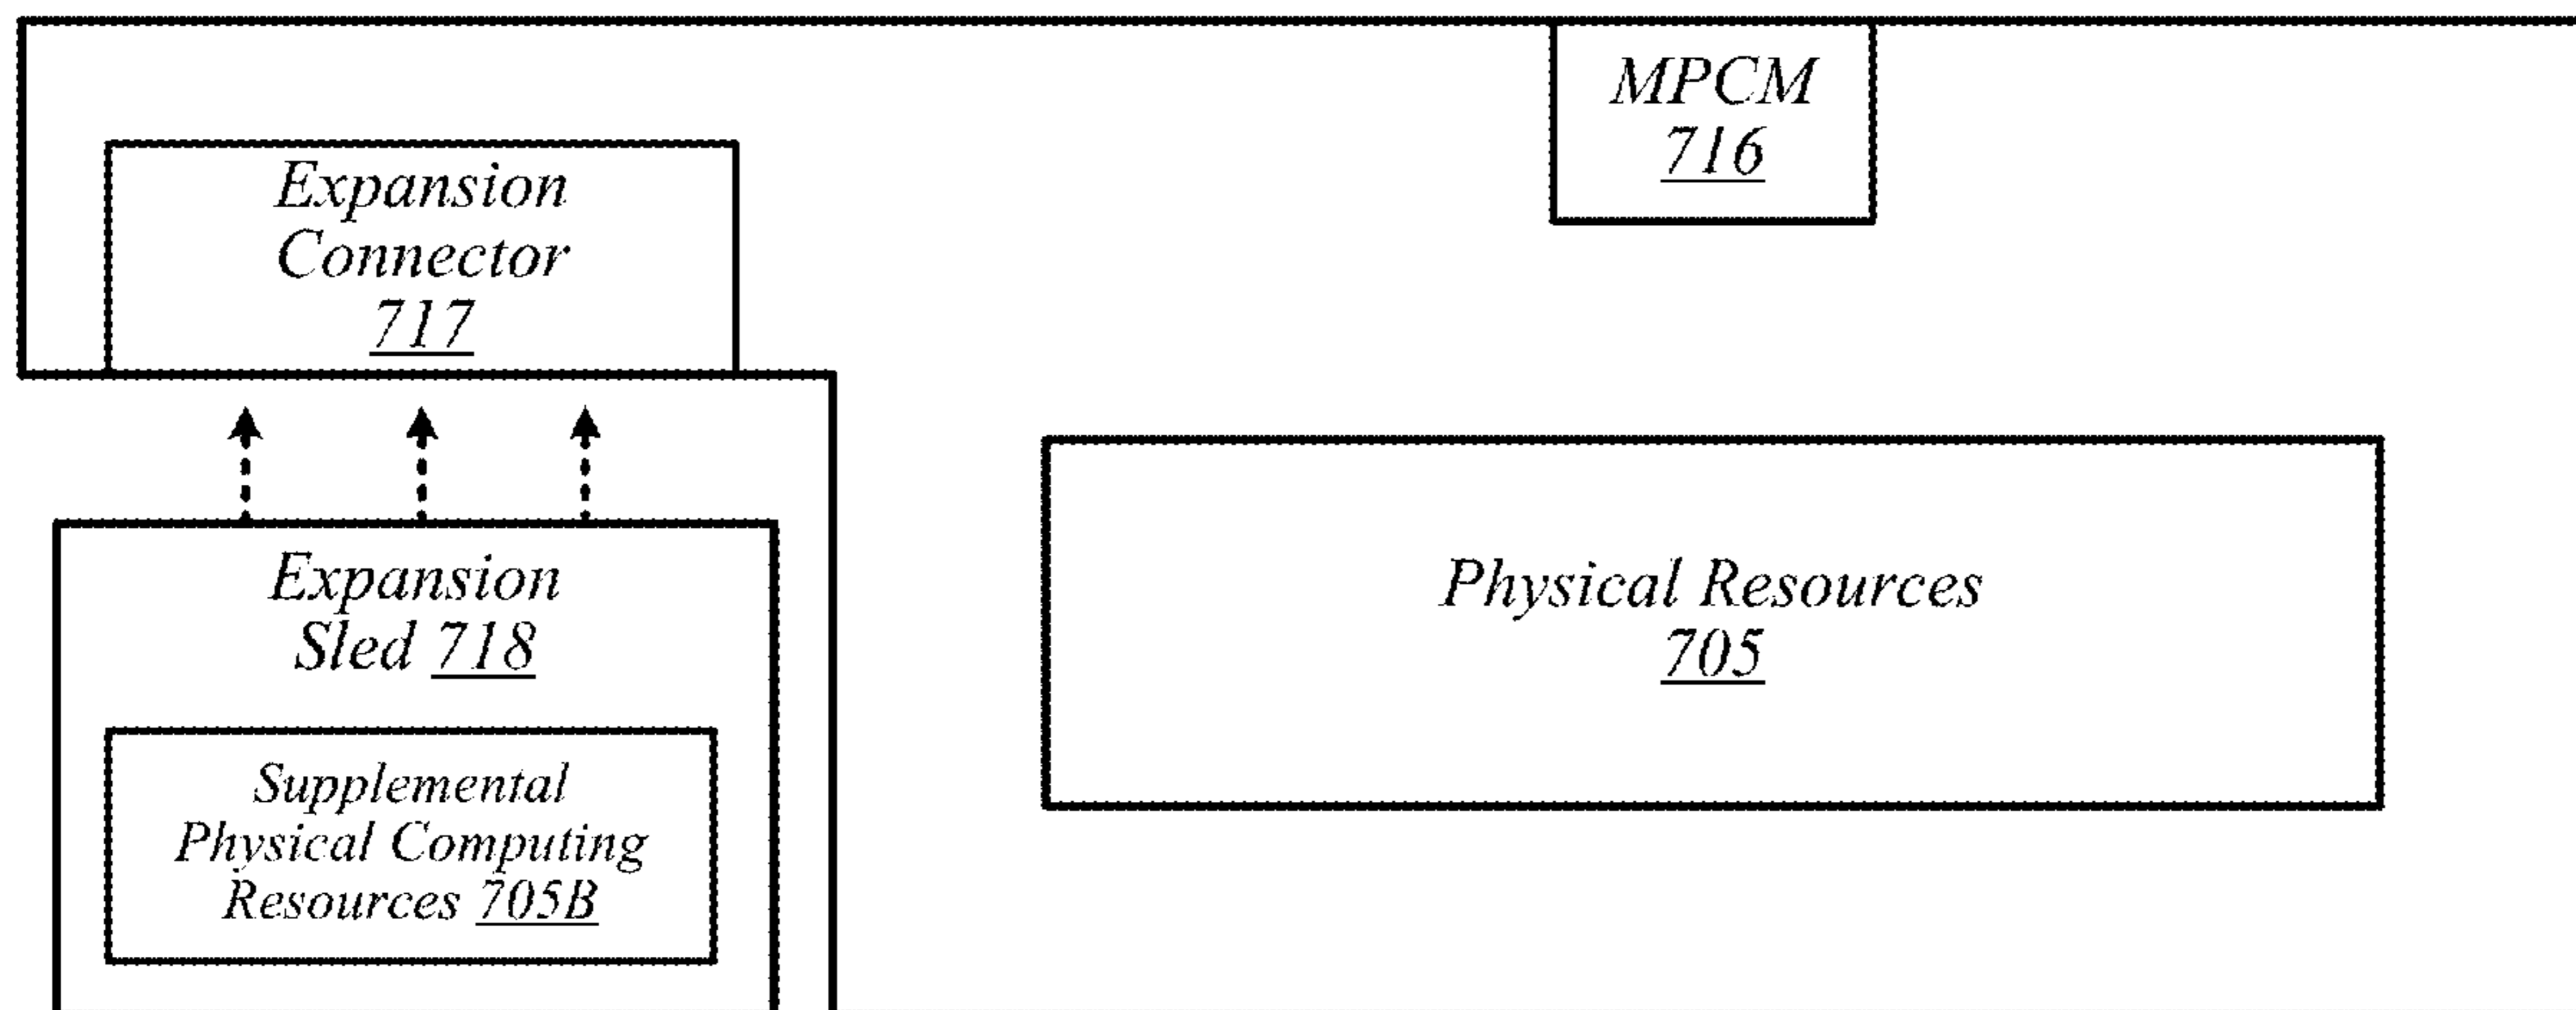 MPCM
716
Expansion
Connector
717
Expansion
Sled 718
Physical Resources
705
Supplemental
Physical Computing
Resources 705B